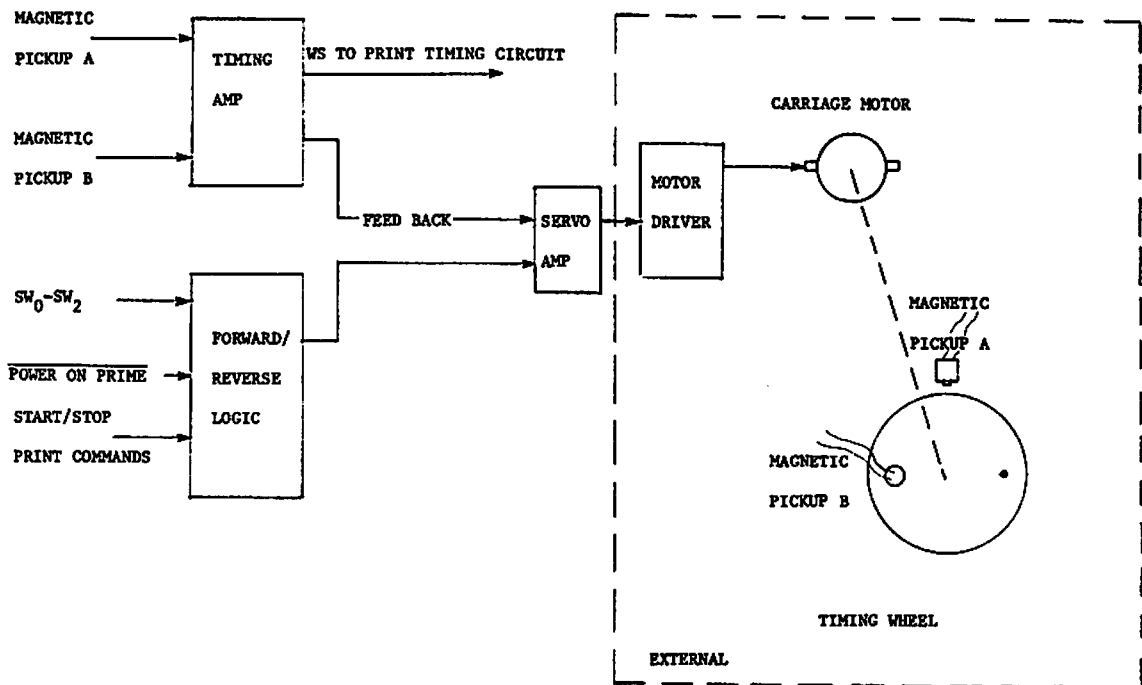 MAGNETIC
PICKUP A
TIMING
AMP
WS TO PRINT TIMING CIRCUIT
MAGNETIC
PICKUP B
FEED BACK
SERVO
AMP
SW0-SW2
POWER ON PRIME
START/STOP
PRINT COMMANDS
FORWARD/
REVERSE
LOGIC
CARRIAGE MOTOR
MOTOR
DRIVER
MAGNETIC
PICKUP A
MAGNETIC
PICKUP B
TIMING WHEEL
EXTERNAL